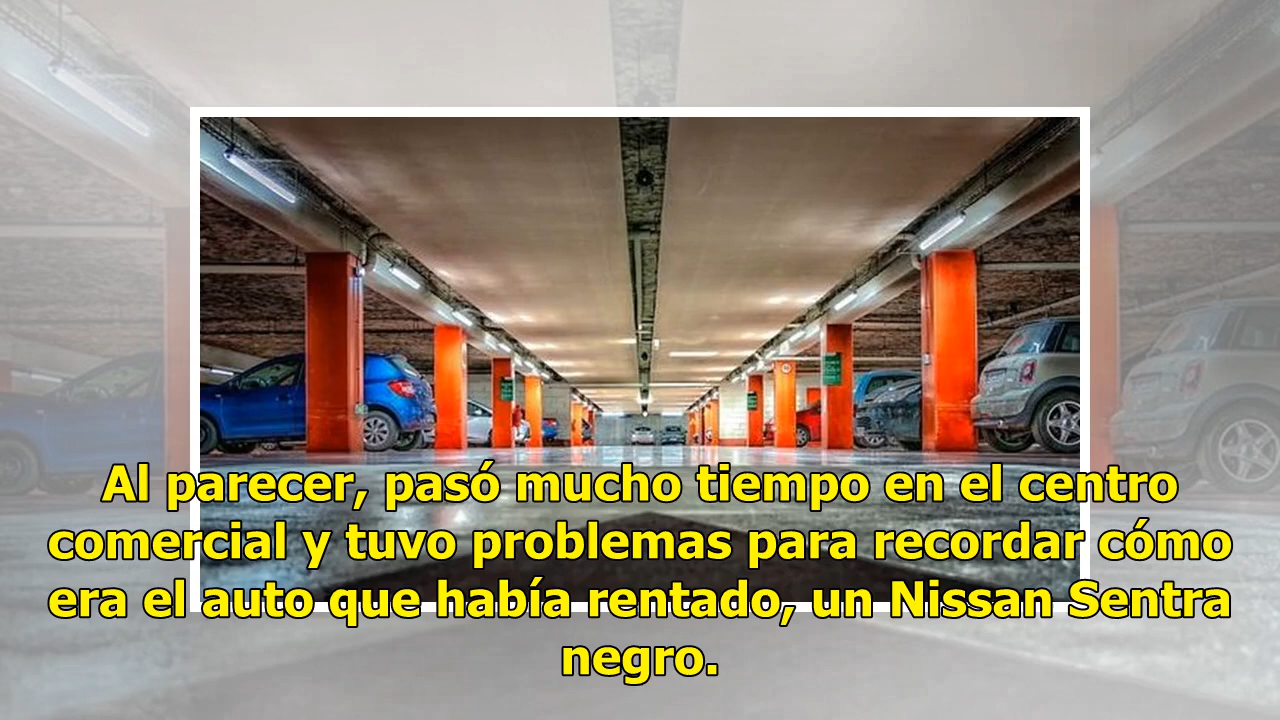 Al parecer, pasó mucho tiempo en el centro
comercial y tuvo problemas para recordar cómo
era el auto que había rentado, un Nissan Sentra
negro.